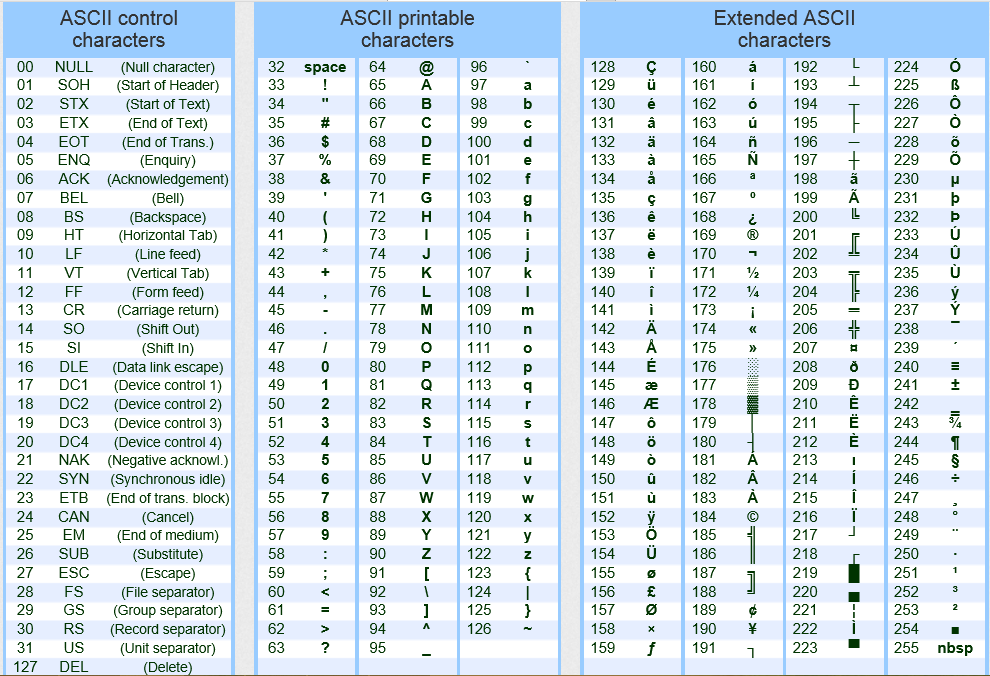 ASCII control ASCII printable Extended ASCII
characters characters characters
00 NULL (Null character) 32 space 64 @ 96 ` 128 Ç 160 á 192 └ 224 Ó
01 SOH (Start of Header) 33 ! 65 A 97 a 129 ü 161 í 193 ┴ 225 ß
02 STX (Start of Text) 34 " 66 B 98 b 130 é 162 ó 194 ┬ 226 Ô
03 ETX (End of Text) 35 # 67 C 99 c 131 â 163 ú 195 ├ 227 Ò
04 EOT (End of Trans.) 36 $ 68 D 100 d 132 ä 164 ñ 196 ─ 228 õ
05 ENQ (Enquiry) 37 % 69 E 101 e 133 à 165 Ñ 197 ┼ 229 Õ
06 ACK (Acknowledgement) 38 & 70 F 102 f 134 å 166 ª 198 ã 230 µ
07 BEL (Bell) 39 ' 71 G 103 g 135 ç 167 º 199 Ã 231 þ
08 BS (Backspace) 40 ( 72 H 104 h 136 ê 168 ¿ 200 ╚ 232 Þ
09 HT (Horizontal Tab) 41 ) 73 I 105 i 137 ë 169 ® 201 ╔ 233 Ú
10 LF (Line feed) 42 * 74 J 106 j 138 è 170 ¬ 202 ╩ 234 Û
11 VT (Vertical Tab) 43 + 75 K 107 k 139 ï 171 ½ 203 ╦ 235 Ù
12 FF (Form feed) 44 , 76 L 108 l 140 î 172 ¼ 204 ╠ 236 ý
13 CR (Carriage return) 45 - 77 M 109 m 141 ì 173 ¡ 205 ═ 237 Ý
14 SO (Shift Out) 46 . 78 N 110 n 142 Ä 174 « 206 ╬ 238 ¯
15 SI (Shift In) 47 / 79 O 111 o 143 Å 175 » 207 ¤ 239 ´
16 DLE (Data link escape) 48 0 80 P 112 p 144 É 176 ░ 208 ð 240 ≡
17 DC1 (Device control 1) 49 1 81 Q 113 q 145 æ 177 ▒ 209 Ð 241 ±
18 DC2 (Device control 2) 50 2 82 R 114 r 146 Æ 178 ▓ 210 Ê 242 ‗
19 DC3 (Device control 3) 51 3 83 S 115 s 147 ô 179 │ 211 Ë 243 ¾
20 DC4 (Device control 4) 52 4 84 T 116 t 148 ö 180 ┤ 212 È 244 ¶
21 NAK (Negative acknowl.) 53 5 85 U 117 u 149 ò 181 Á 213 ı 245 §
22 SYN (Synchronous idle) 54 6 86 V 118 v 150 û 182 Â 214 Í 246 ÷
23 ETB (End of trans. block) 55 7 87 W 119 w 151 ù 183 À 215 Î 247 ¸
24 CAN (Cancel) 56 8 88 X 120 x 152 ÿ 184 © 216 Ï 248 °
25 EM (End of medium) 57 9 89 Y 121 y 153 Ö 185 ╣ 217 ┘ 249 ¨
26 SUB (Substitute) 58 : 90 Z 122 z 154 Ü 186 ║ 218 ┌ 250 ·
27 ESC (Escape) 59 ; 91 [ 123 { 155 ø 187 ╗ 219 █ 251 ¹
28 FS (File separator) 60 < 92 \ 124 | 156 £ 188 ╝ 220 ▄ 252 ³
29 GS (Group separator) 61 = 93 ] 125 } 157 Ø 189 ¢ 221 ¦ 253 ²
30 RS (Record separator) 62 > 94 ^ 126 ~ 158 × 190 ¥ 222 Ì 254 ■
31 US (Unit separator) 63 ? 95 _ 159 ƒ 191 ┐ 223 ▀ 255 nbsp
127 DEL (Delete)